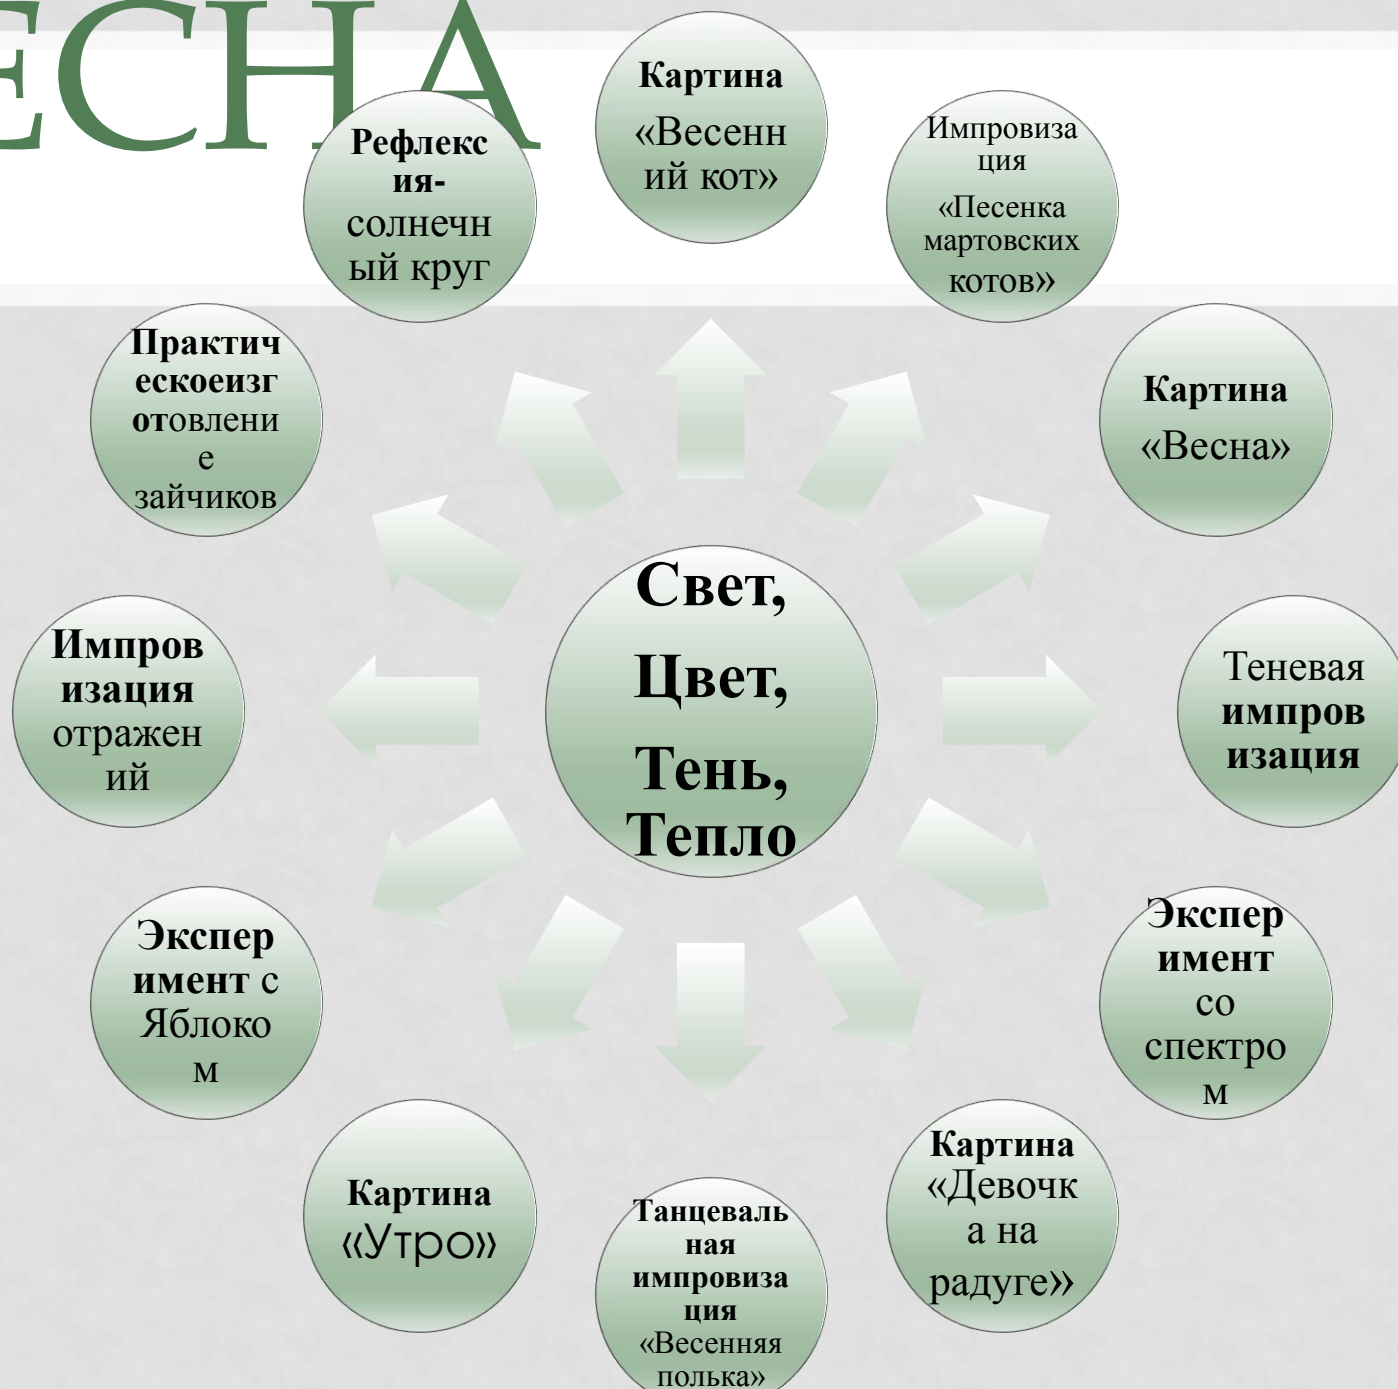 ЕСНА
Картина
«Весенн
ий кот»
Импровиза
ция
«Песенка
мартовских
котов»
Картина
«Весна»
Теневая
импров
изация
Экспер
имент
со
спектро
м
Картина
«Девочк
а на
радуге»
Танцеваль
ная
импровиза
ция
«Весенняя
полька»
Картина
«Утро»
Экспер
имент с
Яблоко
м
Импров
изация
отражен
ий
Практич
ескоеизг
отовлени
е
зайчиков
Рефлекс
ия-
солнечн
ый круг
Свет,
Цвет,
Тень,
Тепло